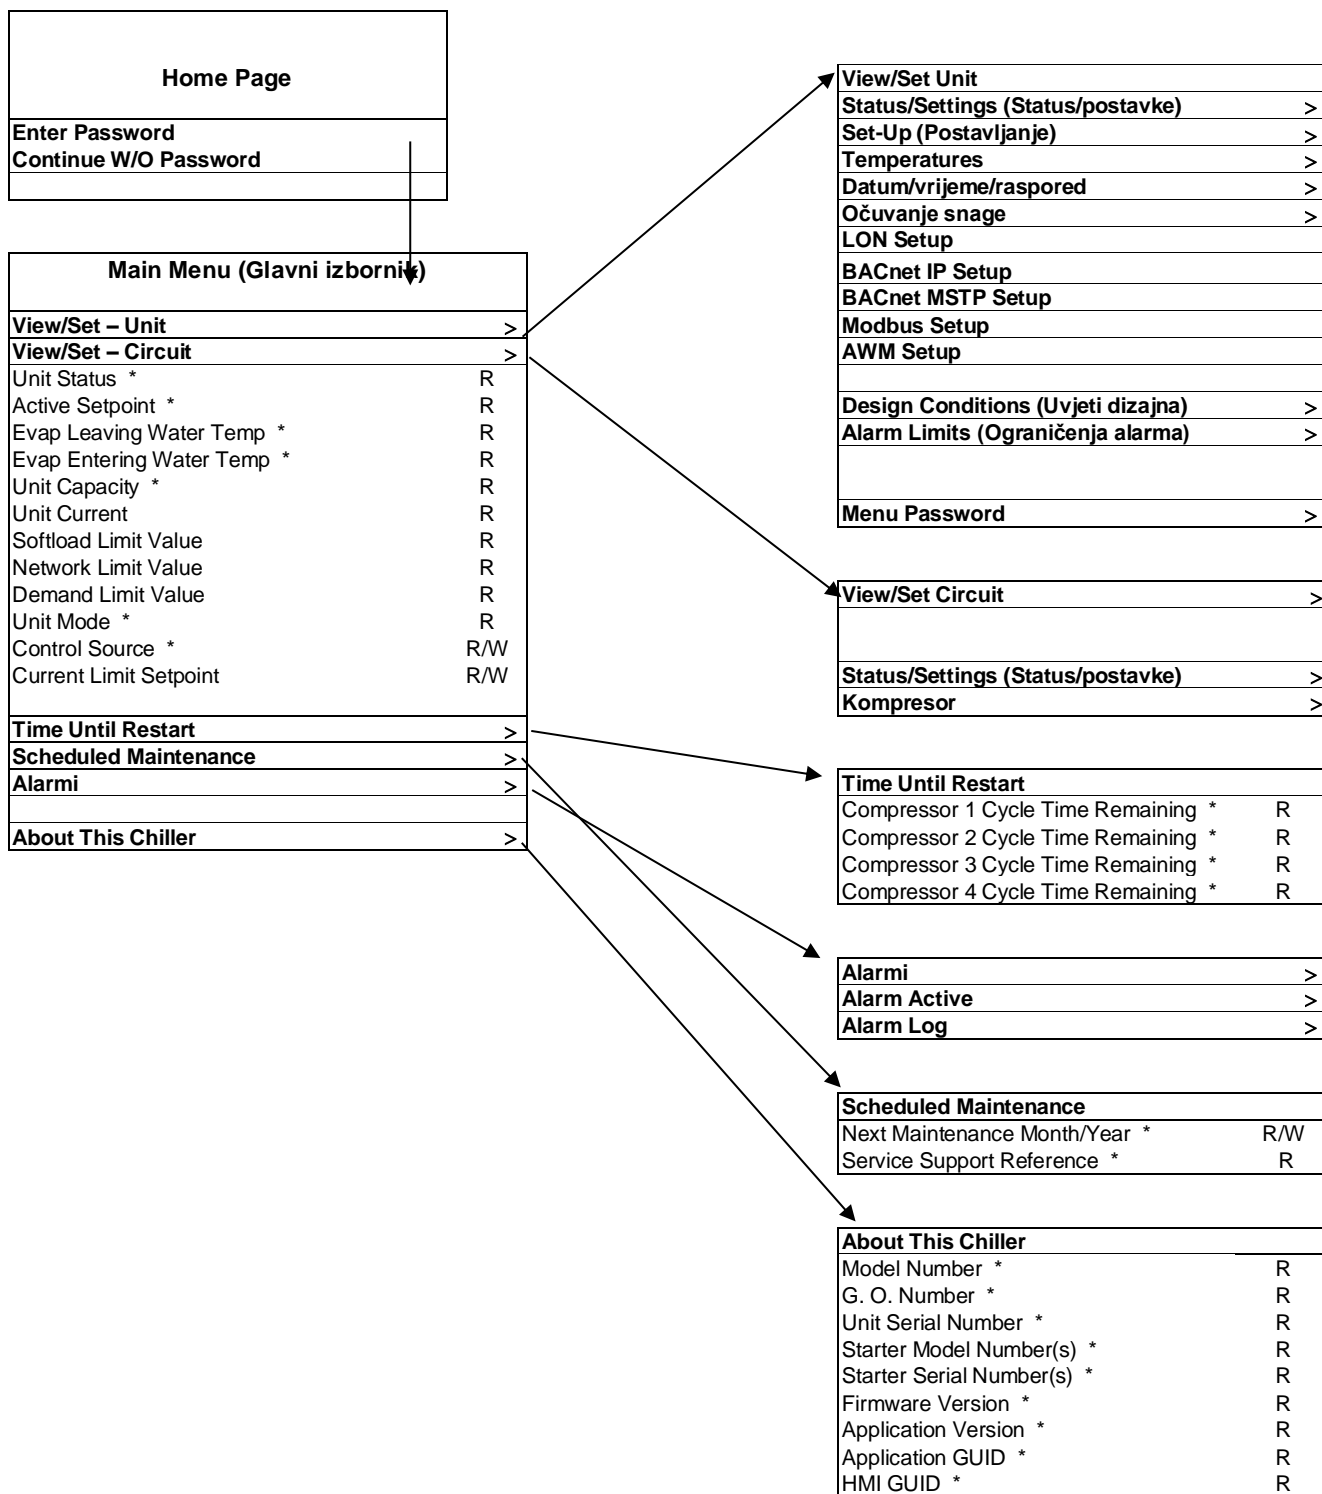 Home Page
Enter Password
Continue W/O Password
Main Menu (Glavni izbornik)
View/Set – Unit >
View/Set – Circuit >
Unit Status * R
Active Setpoint * R
Evap Leaving Water Temp * R
Evap Entering Water Temp * R
Unit Capacity * R
Unit Current R
Softload Limit Value R
Network Limit Value R
Demand Limit Value R
Unit Mode * R
Control Source * R/W
Current Limit Setpoint R/W
Time Until Restart >
Scheduled Maintenance >
Alarmi >
About This Chiller >
View/Set Unit
Status/Settings (Status/postavke) >
Set-Up (Postavljanje) >
Temperatures >
Datum/vrijeme/raspored >
Očuvanje snage >
LON Setup
BACnet IP Setup
BACnet MSTP Setup
Modbus Setup
AWM Setup
Design Conditions (Uvjeti dizajna) >
Alarm Limits (Ograničenja alarma) >
Menu Password >
View/Set Circuit >
Status/Settings (Status/postavke) >
Kompresor >
Time Until Restart
Compressor 1 Cycle Time Remaining * R
Compressor 2 Cycle Time Remaining * R
Compressor 3 Cycle Time Remaining * R
Compressor 4 Cycle Time Remaining * R
Alarmi >
Alarm Active >
Alarm Log >
Scheduled Maintenance
Next Maintenance Month/Year * R/W
Service Support Reference * R
About This Chiller
Model Number * R
G. O. Number * R
Unit Serial Number * R
Starter Model Number(s) * R
Starter Serial Number(s) * R
Firmware Version * R
Application Version * R
Application GUID * R
HMI GUID * R